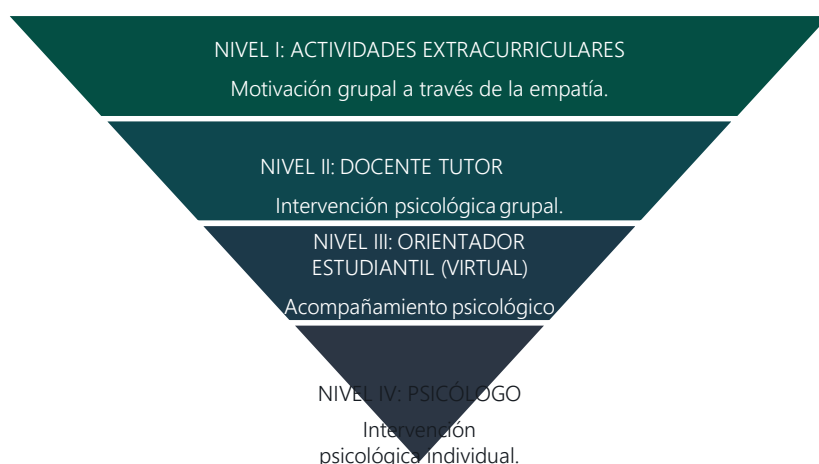 NIVEL I: ACTIVIDADES EXTRACURRICULARES
Motivación grupal a través de la empatía.
NIVEL II: DOCENTE TUTOR
Intervención psicológica grupal.
NIVEL III: ORIENTADOR
ESTUDIANTIL (VIRTUAL)
Acompañamiento psicológico
NIVEL IV: PSICÓLOGO
Intervención
psicológica individual.